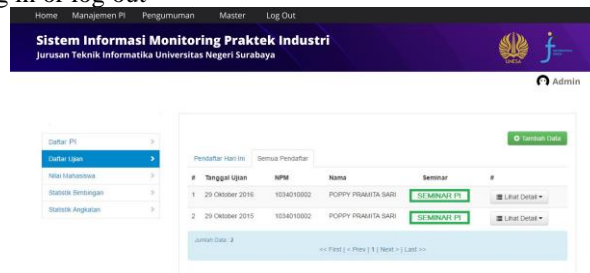 g in or log out
Home Manajemen PI Pengumuman Master Log Out
Sistem Informasi Monitoring Praktek Industri
Jurusan Teknik Informatika Universitas Negeri Surabaya
UNESA
Admin
Tambah Data
Daftar PI
Daftar Ujian
Nilai Mahasiswa
Statistik Bimbingan
Statistik Angkatan
Pendaftar Hari Ini Semua Pendaftar
# Tanggal Ujian NPM Nama Seminar #
1 29 Oktober 2016 1034010002 POPPY PRAMITA SARI SEMINAR PI Lihat Detail
2 29 Oktober 2015 1034010002 POPPY PRAMITA SARI SEMINAR PI Lihat Detail
Jumlah Data: 2
<< First | < Prev | 1 | Next > | Last >>